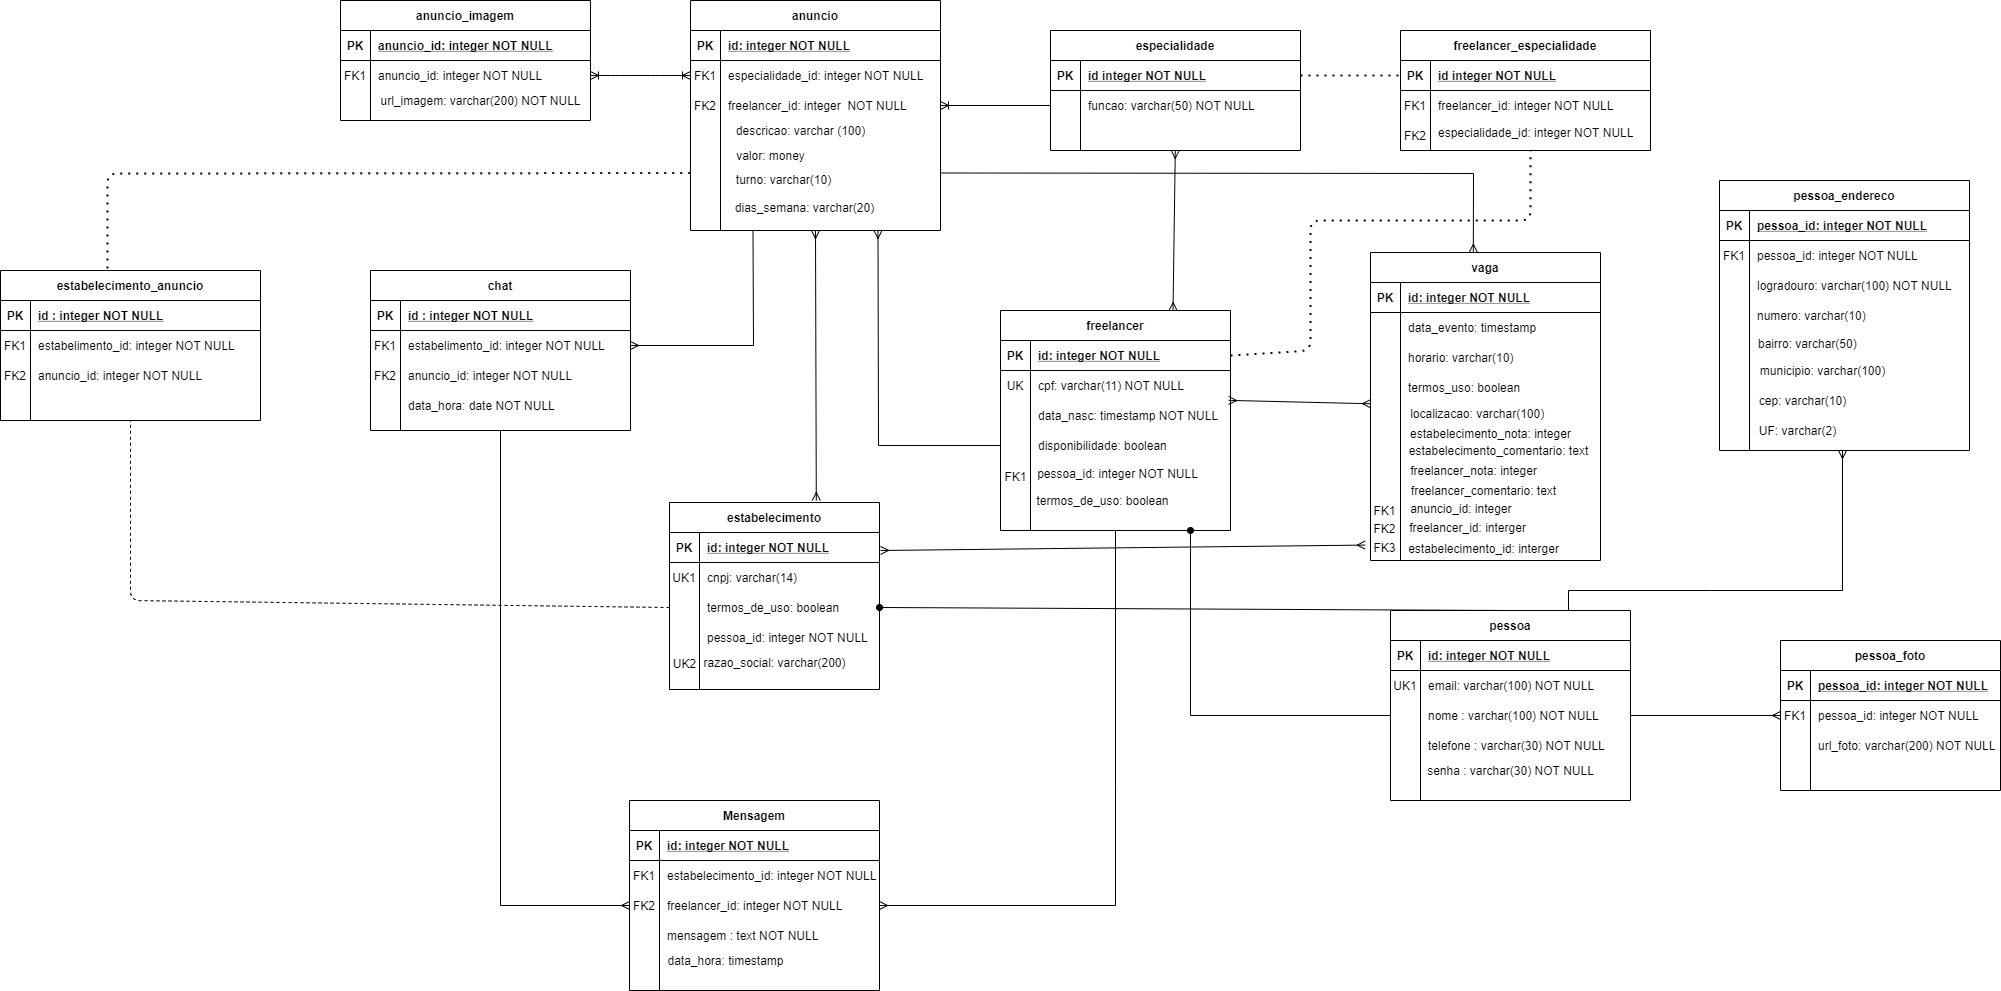 anuncio_imagem
PK anuncio_id: integer NOT NULL
FK1 anuncio_id: integer NOT NULL
url_imagem: varchar(200) NOT NULL
anuncio
PK id: integer NOT NULL
FK1 especialidade_id: integer NOT NULL
FK2 freelancer_id: integer NOT NULL
descricao: varchar (100)
valor: money
turno: varchar(10)
dias_semana: varchar(20)
especialidade
PK id integer NOT NULL
funcao: varchar(50) NOT NULL
freelancer_especialidade
PK id integer NOT NULL
FK1 freelancer_id: integer NOT NULL
FK2 especialidade_id: integer NOT NULL
pessoa_endereco
PK pessoa_id: integer NOT NULL
FK1 pessoa_id: integer NOT NULL
logradouro: varchar(100) NOT NULL
numero: varchar(10)
bairro: varchar(50)
municipio: varchar(100)
cep: varchar(10)
UF: varchar(2)
estabelecimento_anuncio
PK id : integer NOT NULL
FK1 estabelimento_id: integer NOT NULL
FK2 anuncio_id: integer NOT NULL
chat
PK id : integer NOT NULL
FK1 estabelimento_id: integer NOT NULL
FK2 anuncio_id: integer NOT NULL
data_hora: date NOT NULL
freelancer
PK id: integer NOT NULL
UK cpf: varchar(11) NOT NULL
data_nasc: timestamp NOT NULL
disponibilidade: boolean
FK1 pessoa_id: integer NOT NULL
termos_de_uso: boolean
vaga
PK id: integer NOT NULL
data_evento: timestamp
horario: varchar(10)
termos_uso: boolean
localizacao: varchar(100)
estabelecimento_nota: integer
estabelecimento_comentario: text
freelancer_nota: integer
freelancer_comentario: text
FK1 anuncio_id: integer
FK2 freelancer_id: interger
FK3 estabelecimento_id: interger
estabelecimento
PK id: integer NOT NULL
UK1 cnpj: varchar(14)
termos_de_uso: boolean
pessoa_id: integer NOT NULL
UK2 razao_social: varchar(200)
pessoa
PK id: integer NOT NULL
UK1 email: varchar(100) NOT NULL
nome : varchar(100) NOT NULL
telefone : varchar(30) NOT NULL
senha : varchar(30) NOT NULL
pessoa_foto
PK pessoa_id: integer NOT NULL
FK1 pessoa_id: integer NOT NULL
url_foto: varchar(200) NOT NULL
Mensagem
PK id: integer NOT NULL
FK1 estabelecimento_id: integer NOT NULL
FK2 freelancer_id: integer NOT NULL
mensagem : text NOT NULL
data_hora: timestamp